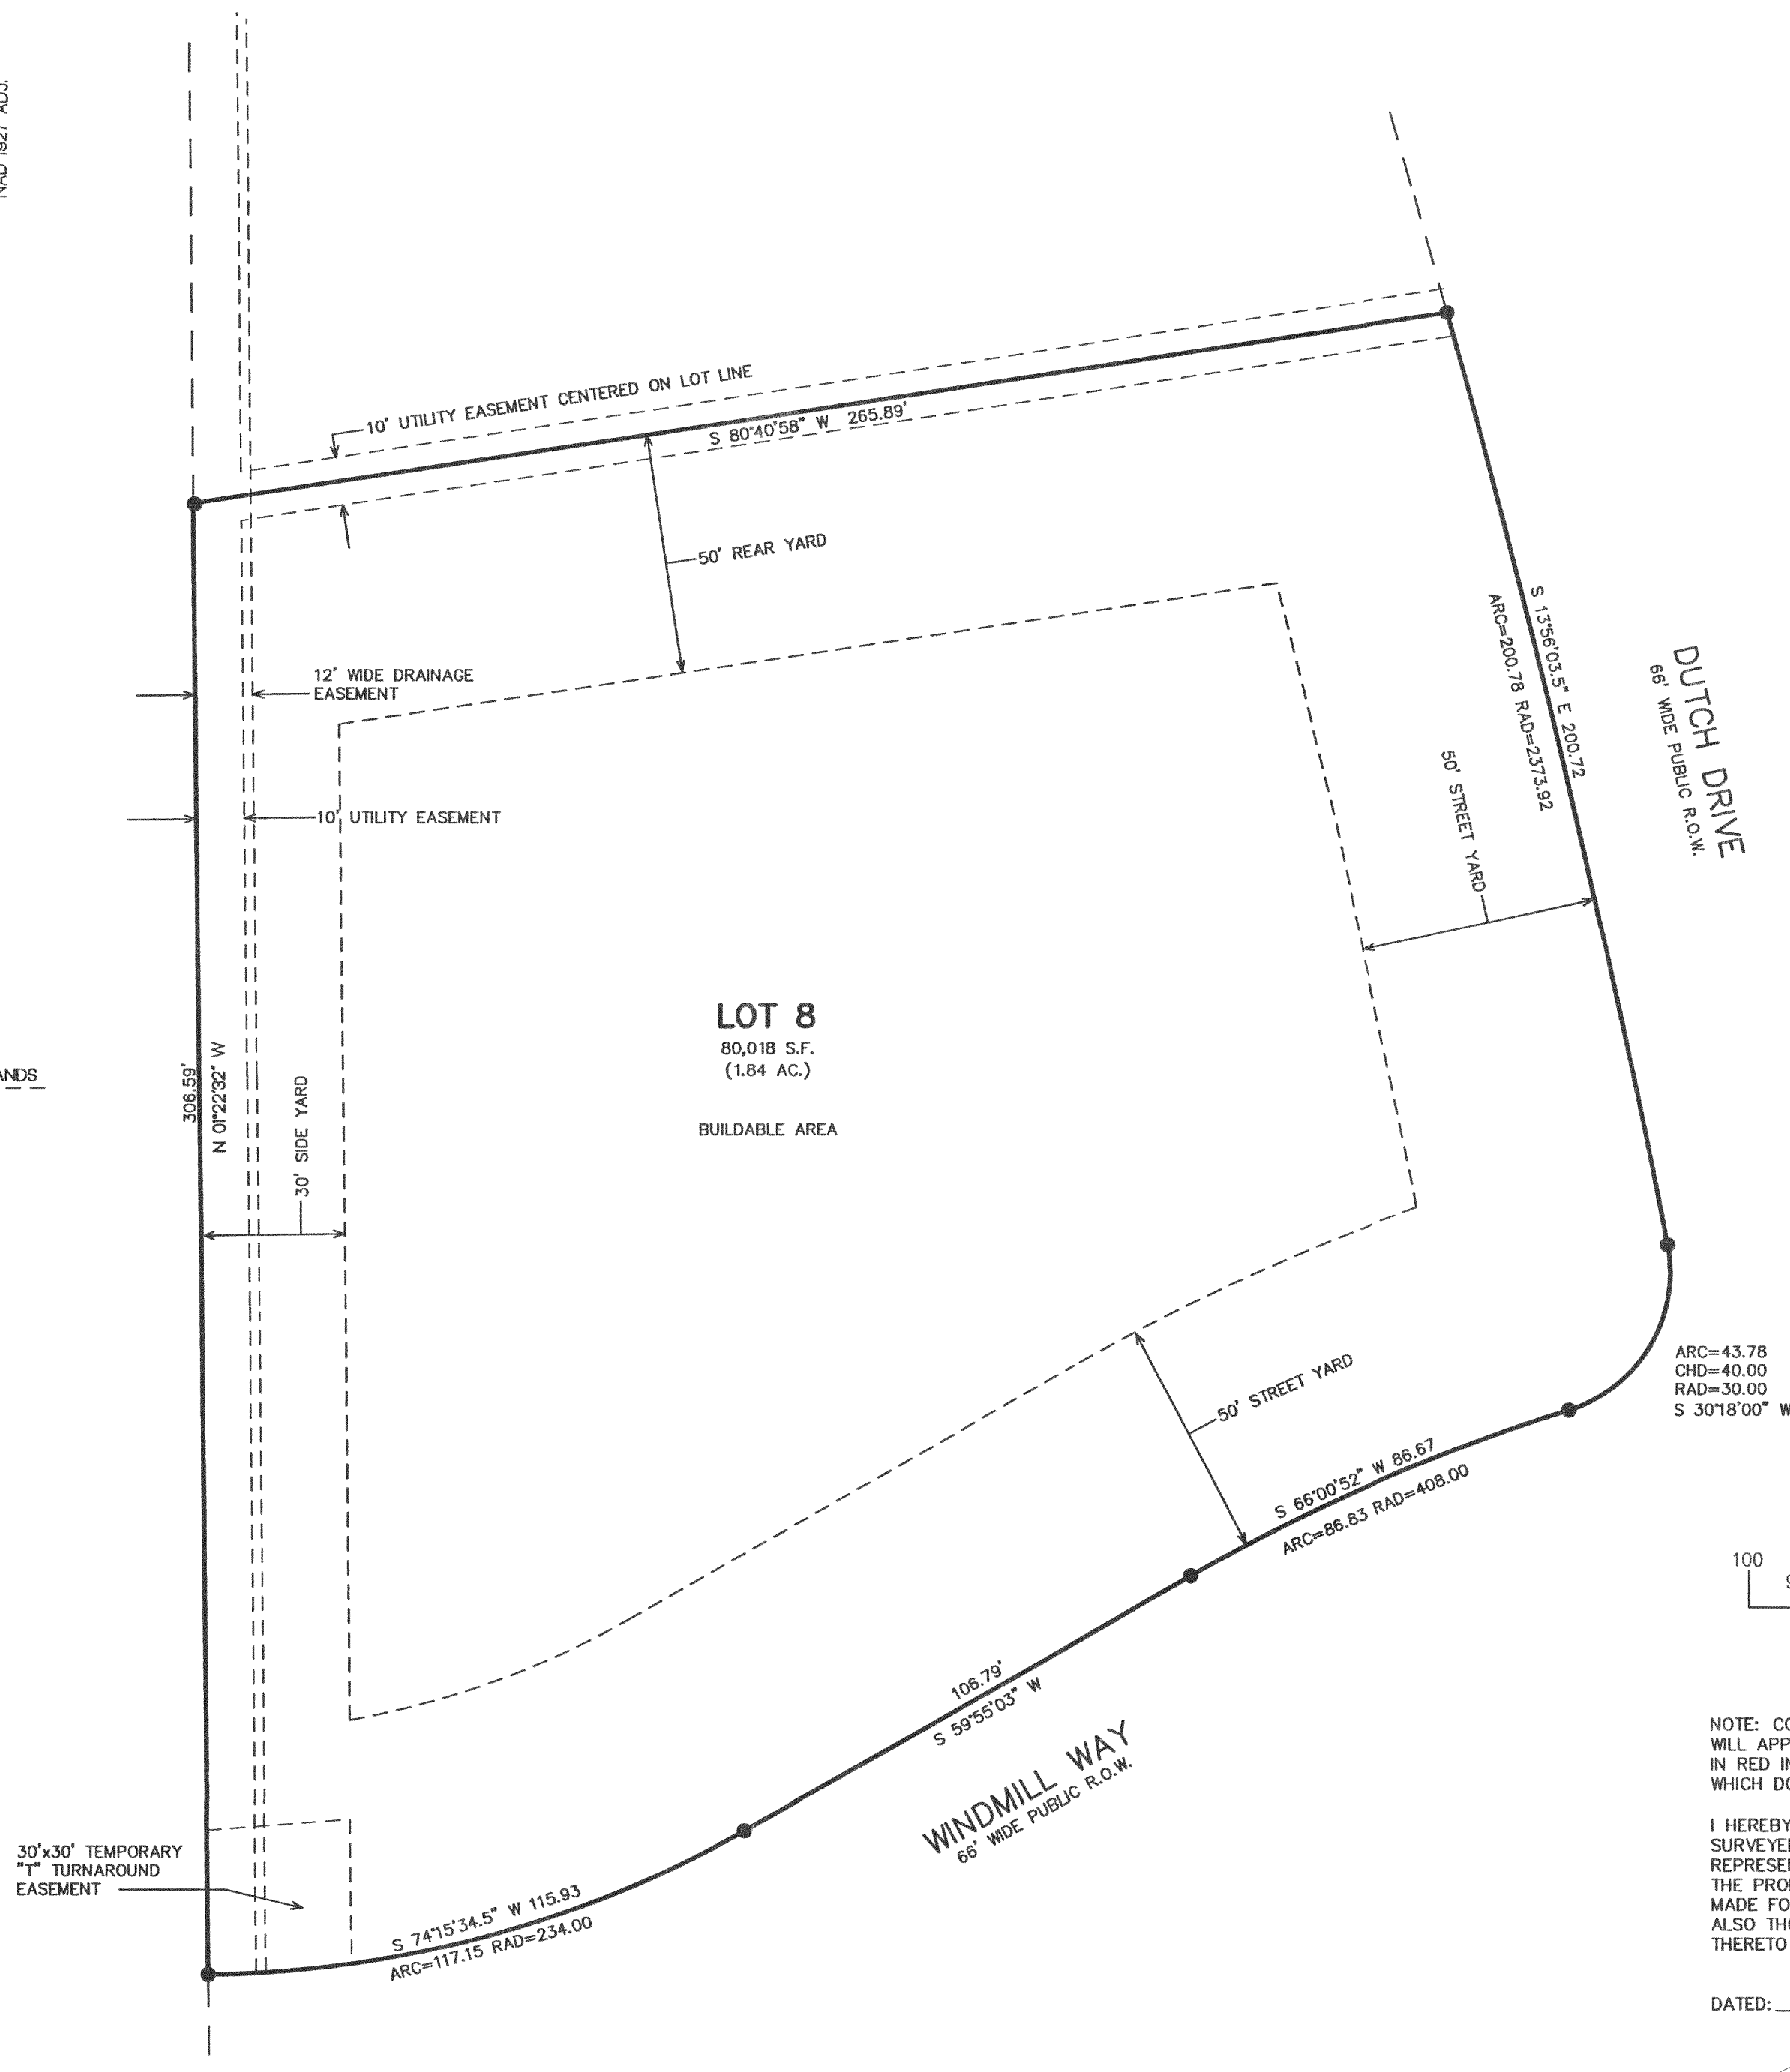 NAD 1927 ADJ.
10' UTILITY EASEMENT CENTERED ON LOT LINE
S 80°40'58" W 265.89'
50' REAR YARD
12' WIDE DRAINAGE
EASEMENT
10' UTILITY EASEMENT
S 13°56'03.5" E 200.72
ARC=200.78 RAD=2373.92
DUTCH DRIVE
66' WIDE PUBLIC R.O.W.
50' STREET YARD
LOT 8
80,018 S.F.
(1.84 AC.)
BUILDABLE AREA
306.59'
N 01°22'32" W
30' SIDE YARD
ARC=43.78
CHD=40.00
RAD=30.00
S 30°18'00" W
50' STREET YARD
S 66°00'52" W 86.67
ARC=86.83 RAD=408.00
100
106.79'
S 59°55'03" W
WINDMILL WAY
66' WIDE PUBLIC R.O.W.
30'x30' TEMPORARY
"T" TURNAROUND
EASEMENT
S 74°15'34.5" W 115.93
ARC=117.15 RAD=234.00
NOTE:
WILL APP
IN RED IN
WHICH DO
I HEREBY
SURVEYE
REPRESE
THE PRO
MADE FO
ALSO TH
THERETO
DATED: